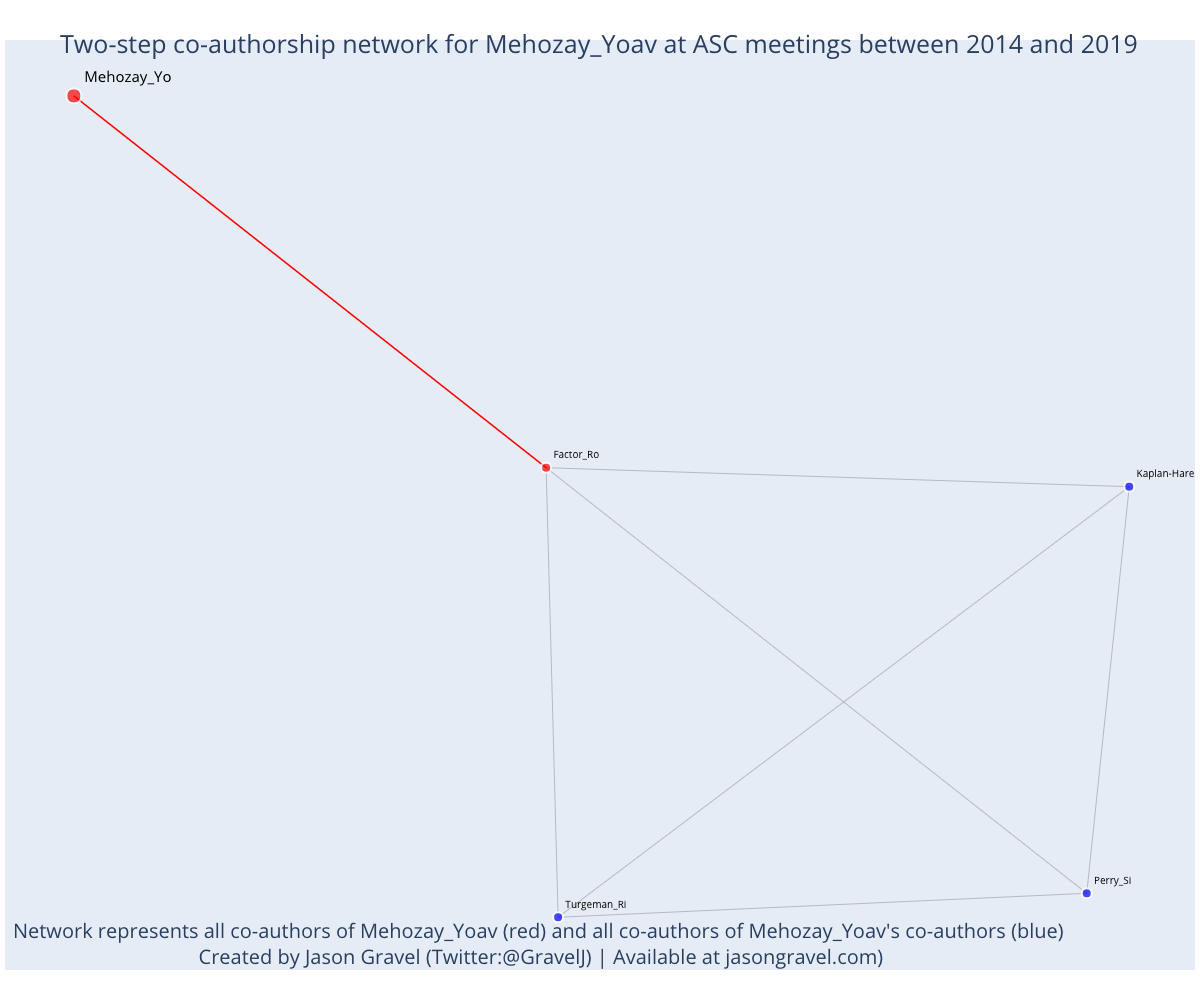 Two-step co-authorship network for Mehozay_Yoav at ASC meetings between 2014 and 2019
Mehozay_Yo
Factor_Ro
Kaplan-Hare
Perry_Si
Turgeman_Ri
Network represents all co-authors of Mehozay_Yoav (red) and all co-authors of Mehozay_Yoav's co-authors (blue)
Created by Jason Gravel (Twitter:@GravelJ) | Available at jasongravel.com)